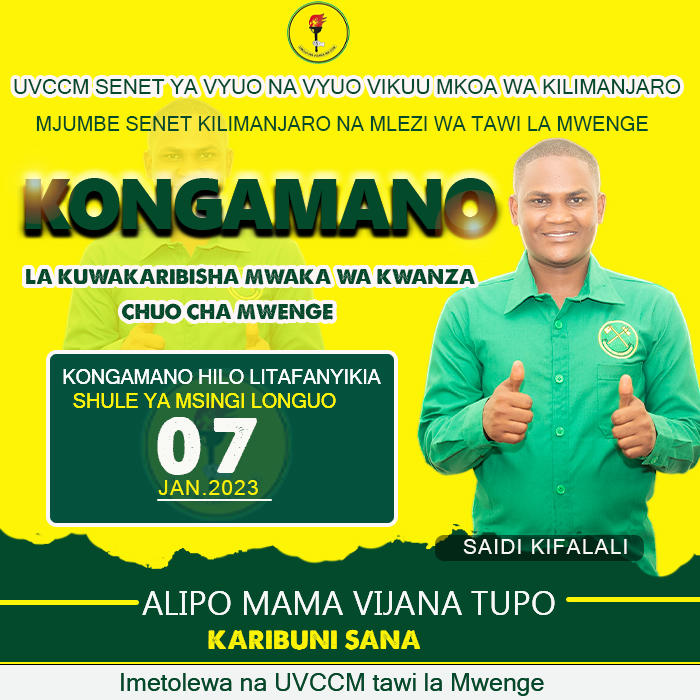 UVCCM SENET YA VYUO NA VYUO VIKUU MKOA WA KILIMANJARO
MJUMBE SENET KILIMANJARO NA MLEZI WA TAWI LA MWENGE
KONGAMANO
LA KUWAKARIBISHA MWAKA WA KWANZA
CHUO CHA MWENGE
KONGAMANO HILO LITAFANYIKIA
SHULE YA MSINGI LONGUO
07
JAN.2023
SAIDI KIFALALI
ALIPO MAMA VIJANA TUPO
KARIBUNI SANA
Imetolewa na UVCCM tawi la Mwenge